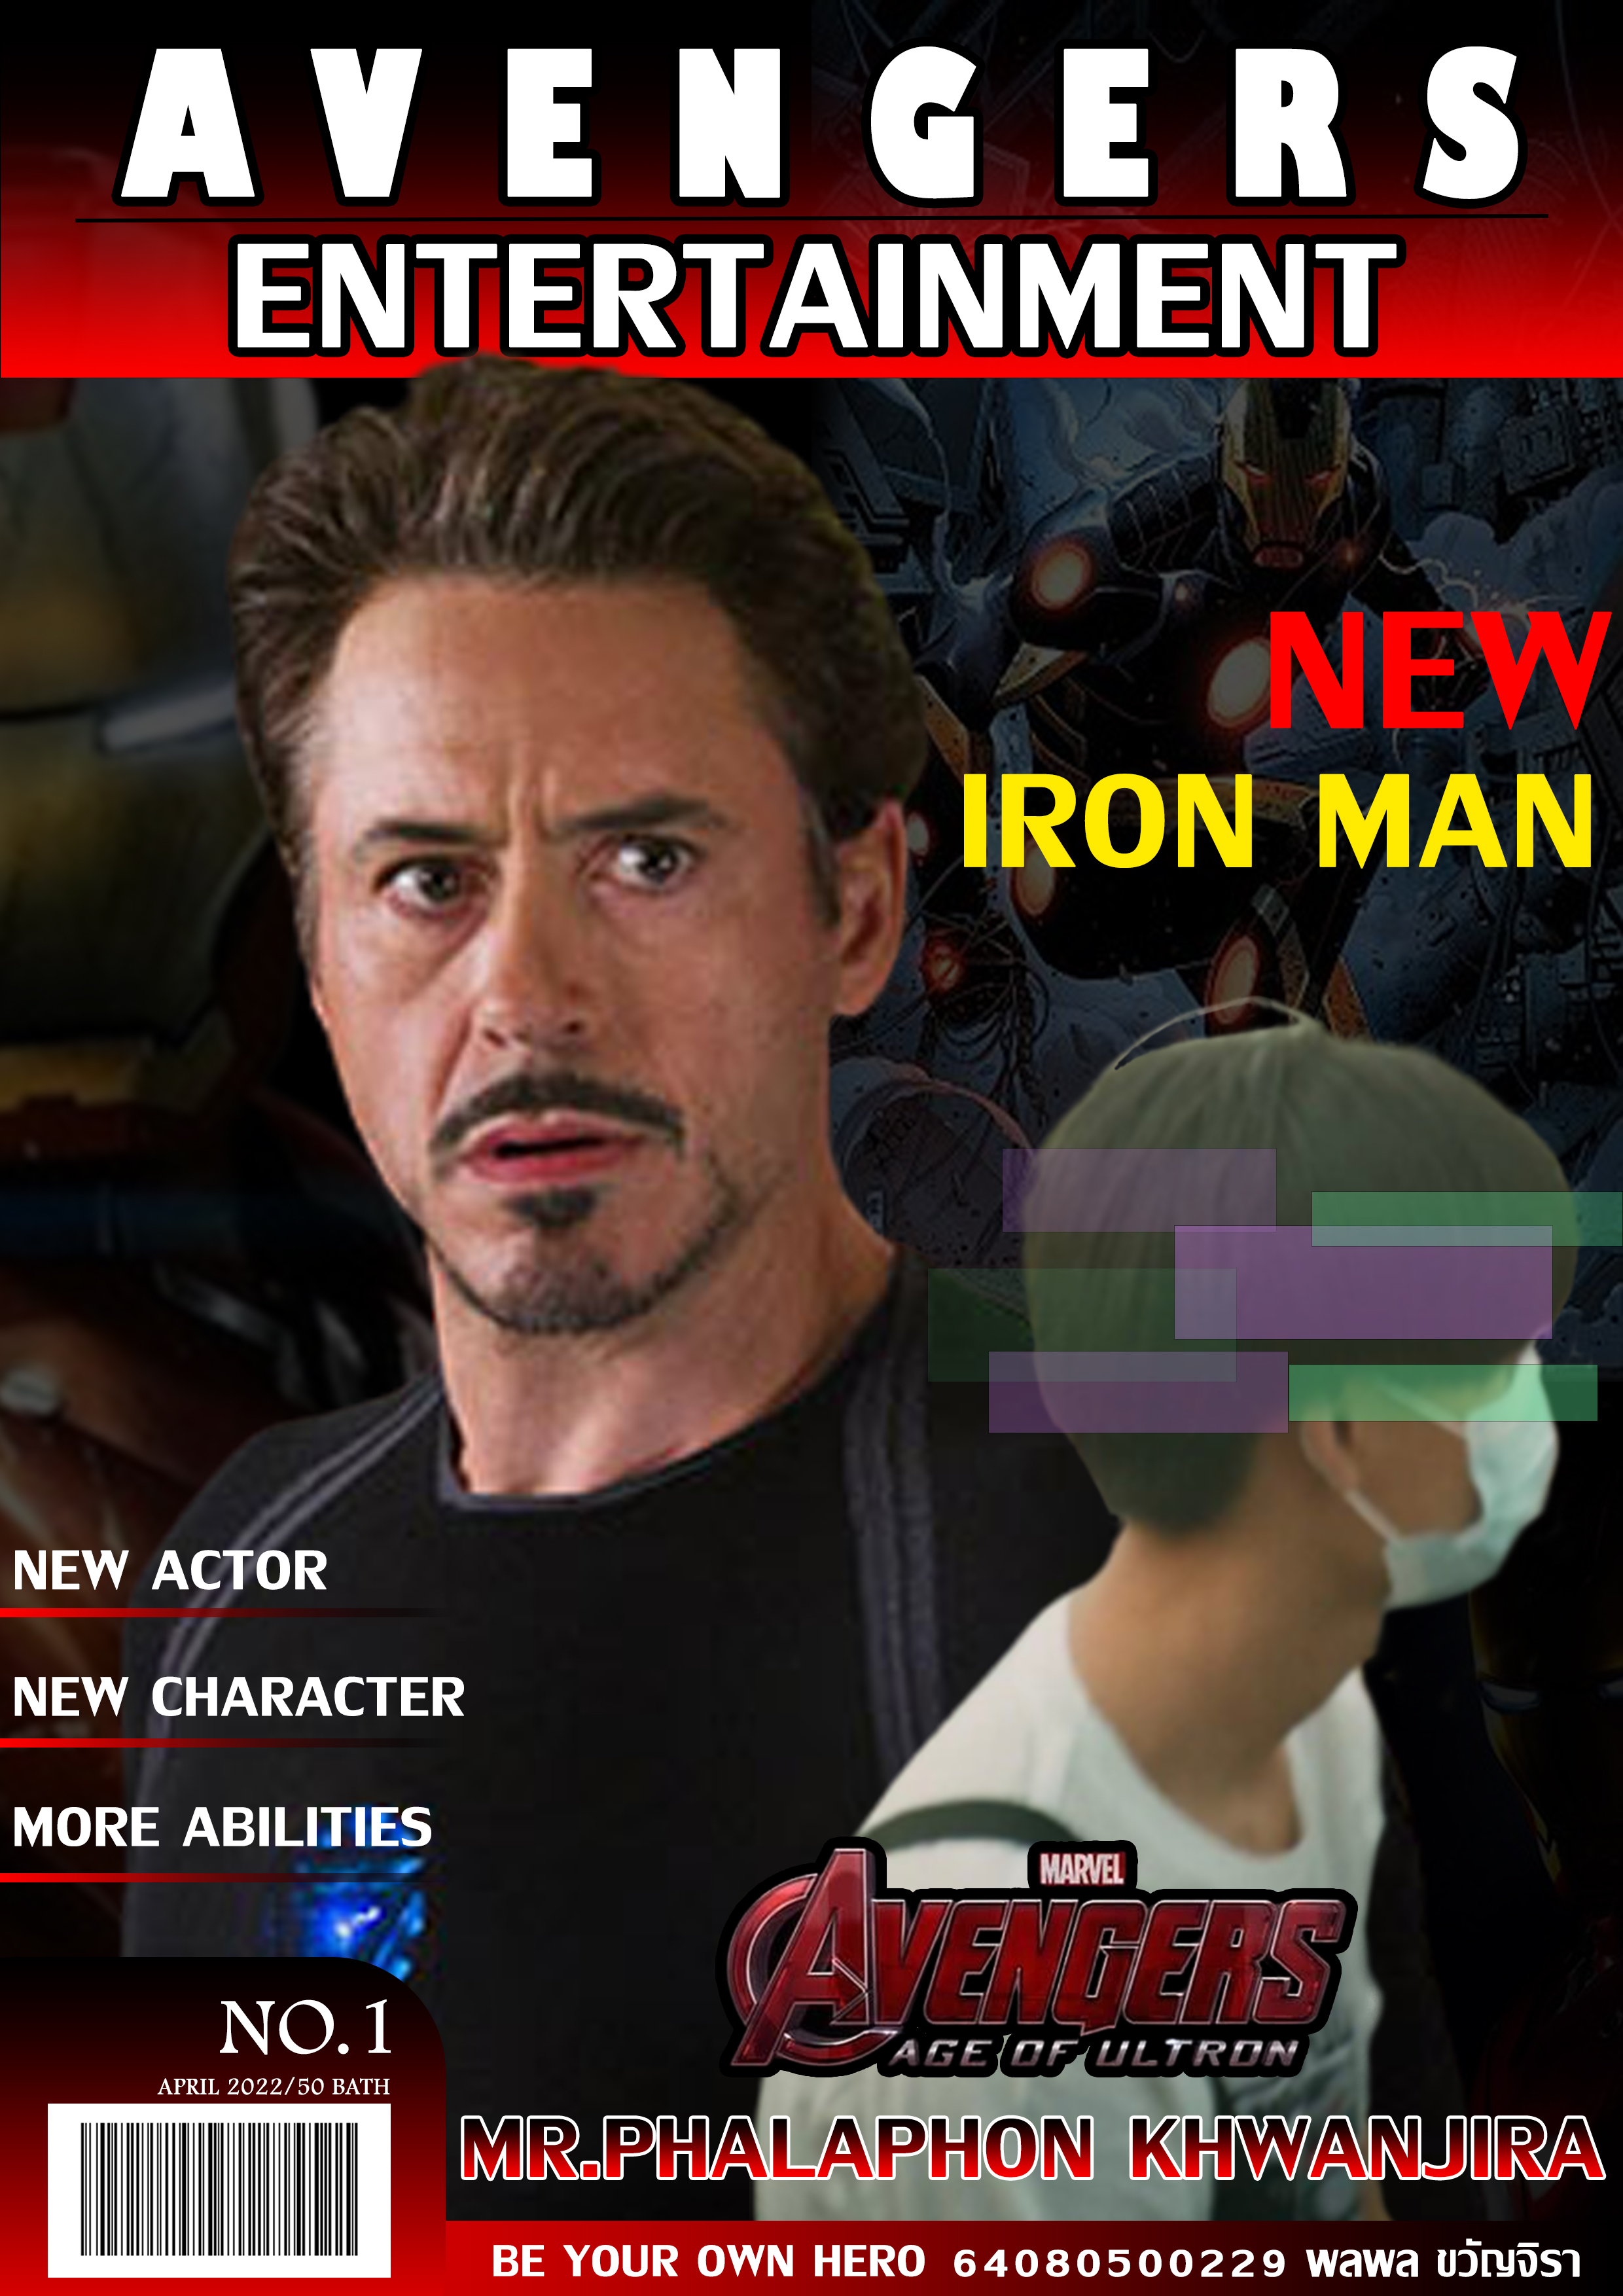 AVENGERS
ENTERTAINMENT
NEW
IRON MAN
NEW ACTOR
NEW CHARACTER
MORE ABILITIES
MARVEL
AVENGERS
AGE OF ULTRON
NO.1
APRIL 2022/50 BATH
MR.PHALAPHON KHWANJIRA
BE YOUR OWN HERO 64080500229 พลพล ขวัญจิรา